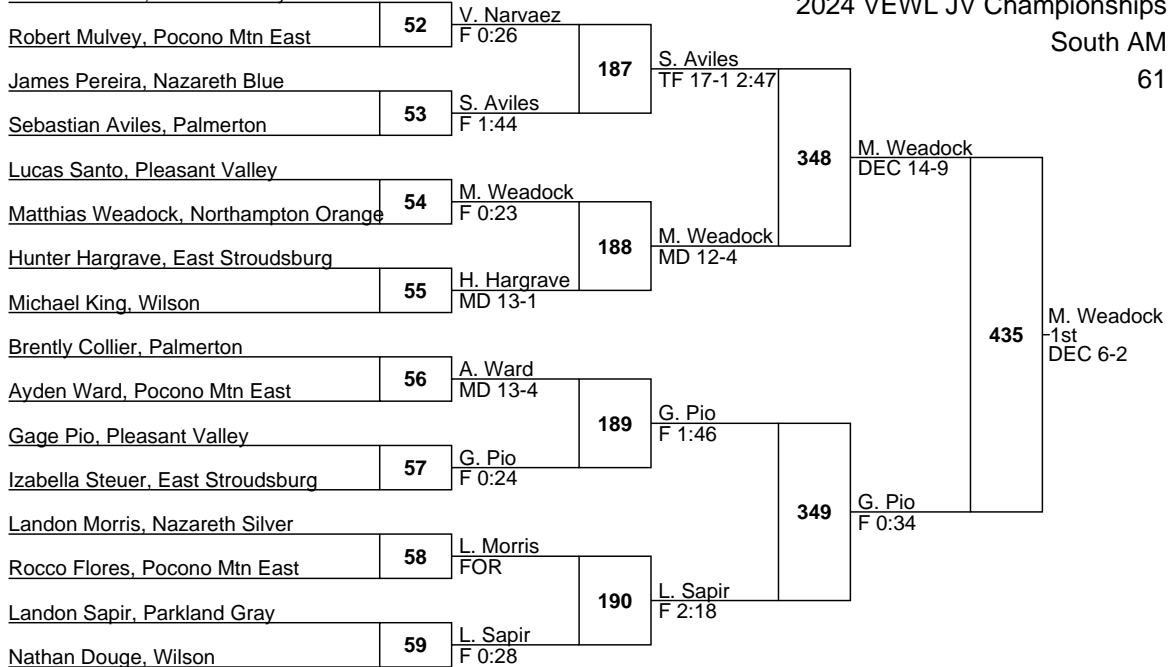 2024 VEWL JV Championships
South AM
61
Robert Mulvey, Pocono Mtn East
James Pereira, Nazareth Blue
Sebastian Aviles, Palmerton
Lucas Santo, Pleasant Valley
Matthias Weadock, Northampton Orange
Hunter Hargrave, East Stroudsburg
Michael King, Wilson
Brently Collier, Palmerton
Ayden Ward, Pocono Mtn East
Gage Pio, Pleasant Valley
Izabella Steuer, East Stroudsburg
Landon Morris, Nazareth Silver
Rocco Flores, Pocono Mtn East
Landon Sapir, Parkland Gray
Nathan Douge, Wilson
52
53
54
55
56
57
58
59
V. Narvaez
F 0:26
S. Aviles
F 1:44
M. Weadock
F 0:23
H. Hargrave
MD 13-1
A. Ward
MD 13-4
G. Pio
F 0:24
L. Morris
FOR
L. Sapir
F 0:28
187
188
189
190
S. Aviles
TF 17-1 2:47
M. Weadock
MD 12-4
G. Pio
F 1:46
L. Sapir
F 2:18
348
349
M. Weadock
DEC 14-9
G. Pio
F 0:34
435
M. Weadock
1st
DEC 6-2